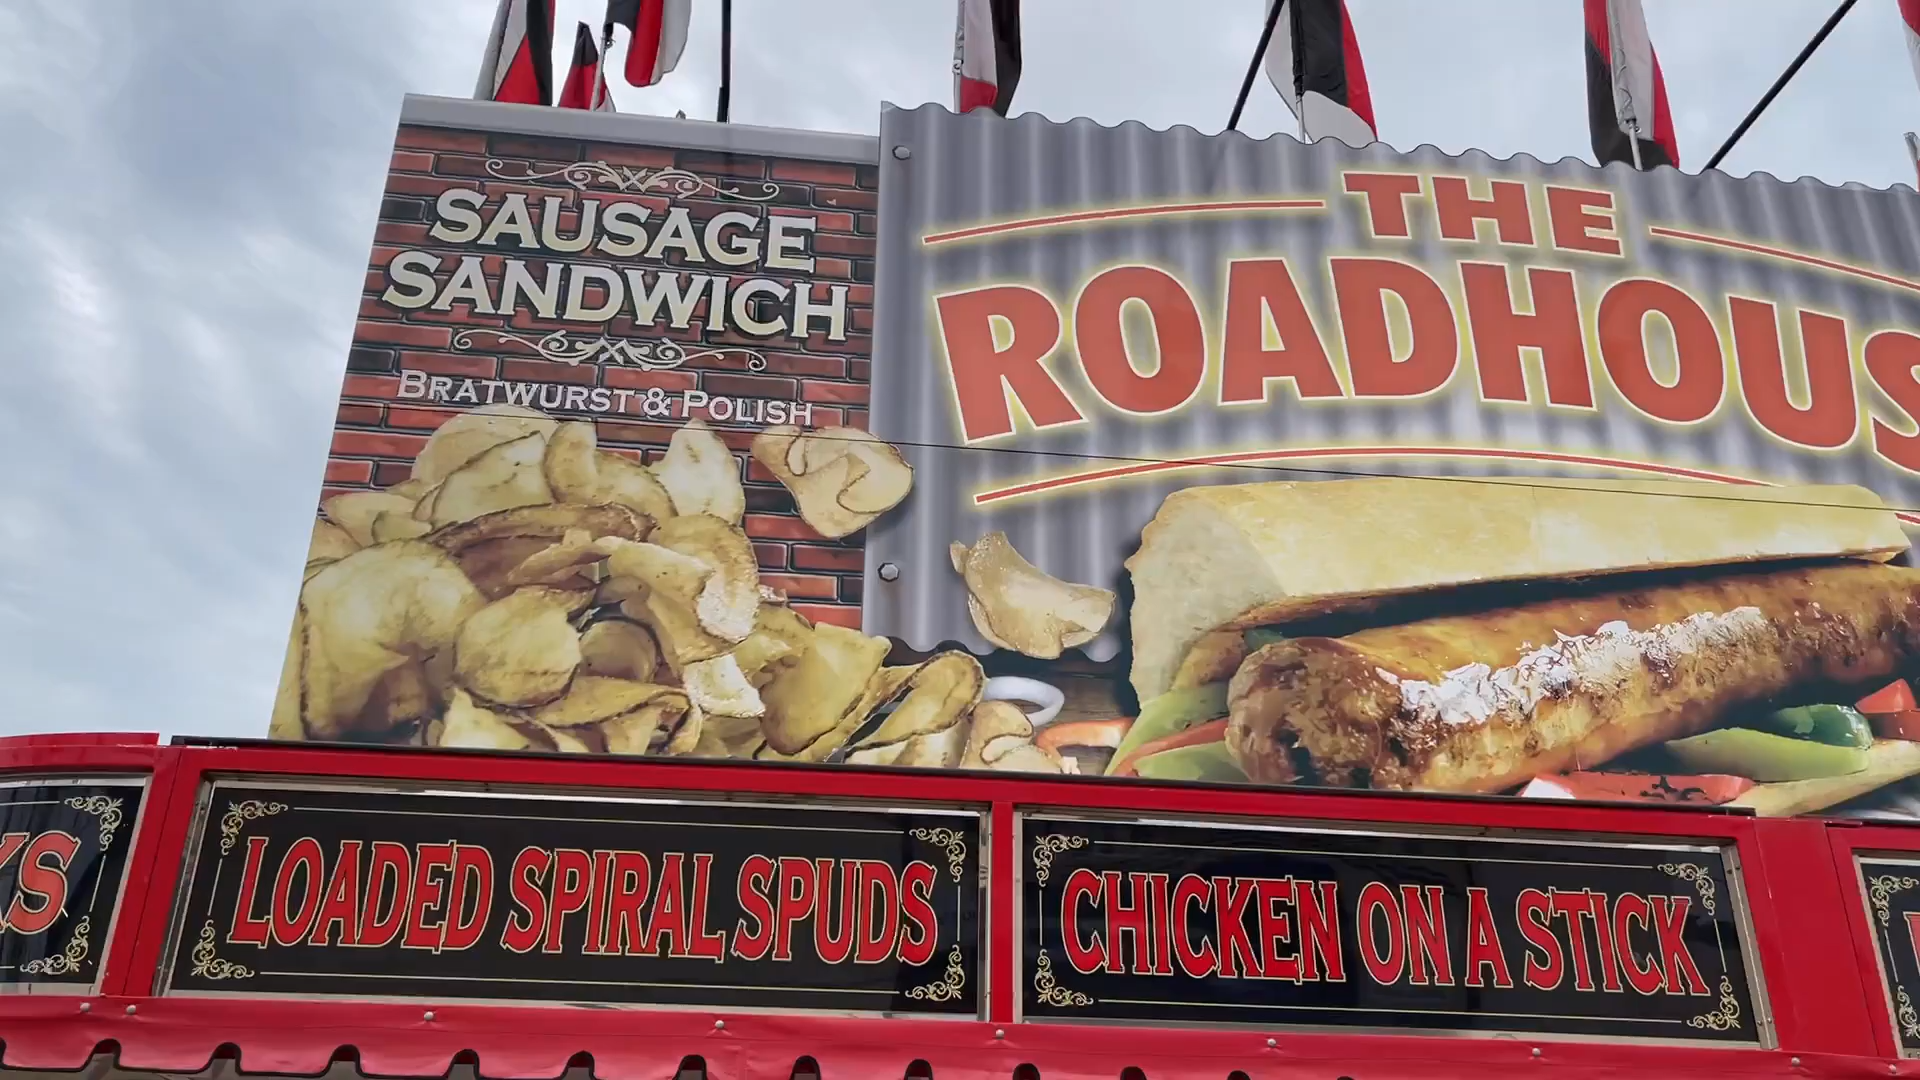 SAUSAGE
SANDWICH
BRATWURST & POLISH
THE
ROADHOUS
LOADED SPIRAL SPUDS
CHICKEN ON A STICK